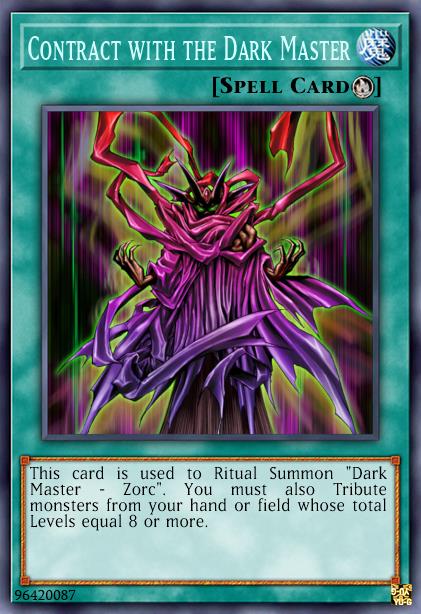 CONTRACT WITH THE DARK MASTER
魔
[SPELL CARD]
This card is used to Ritual Summon "Dark
Master - Zorc". You must also Tribute
monsters from your hand or field whose total
Levels equal 8 or more.
96420087